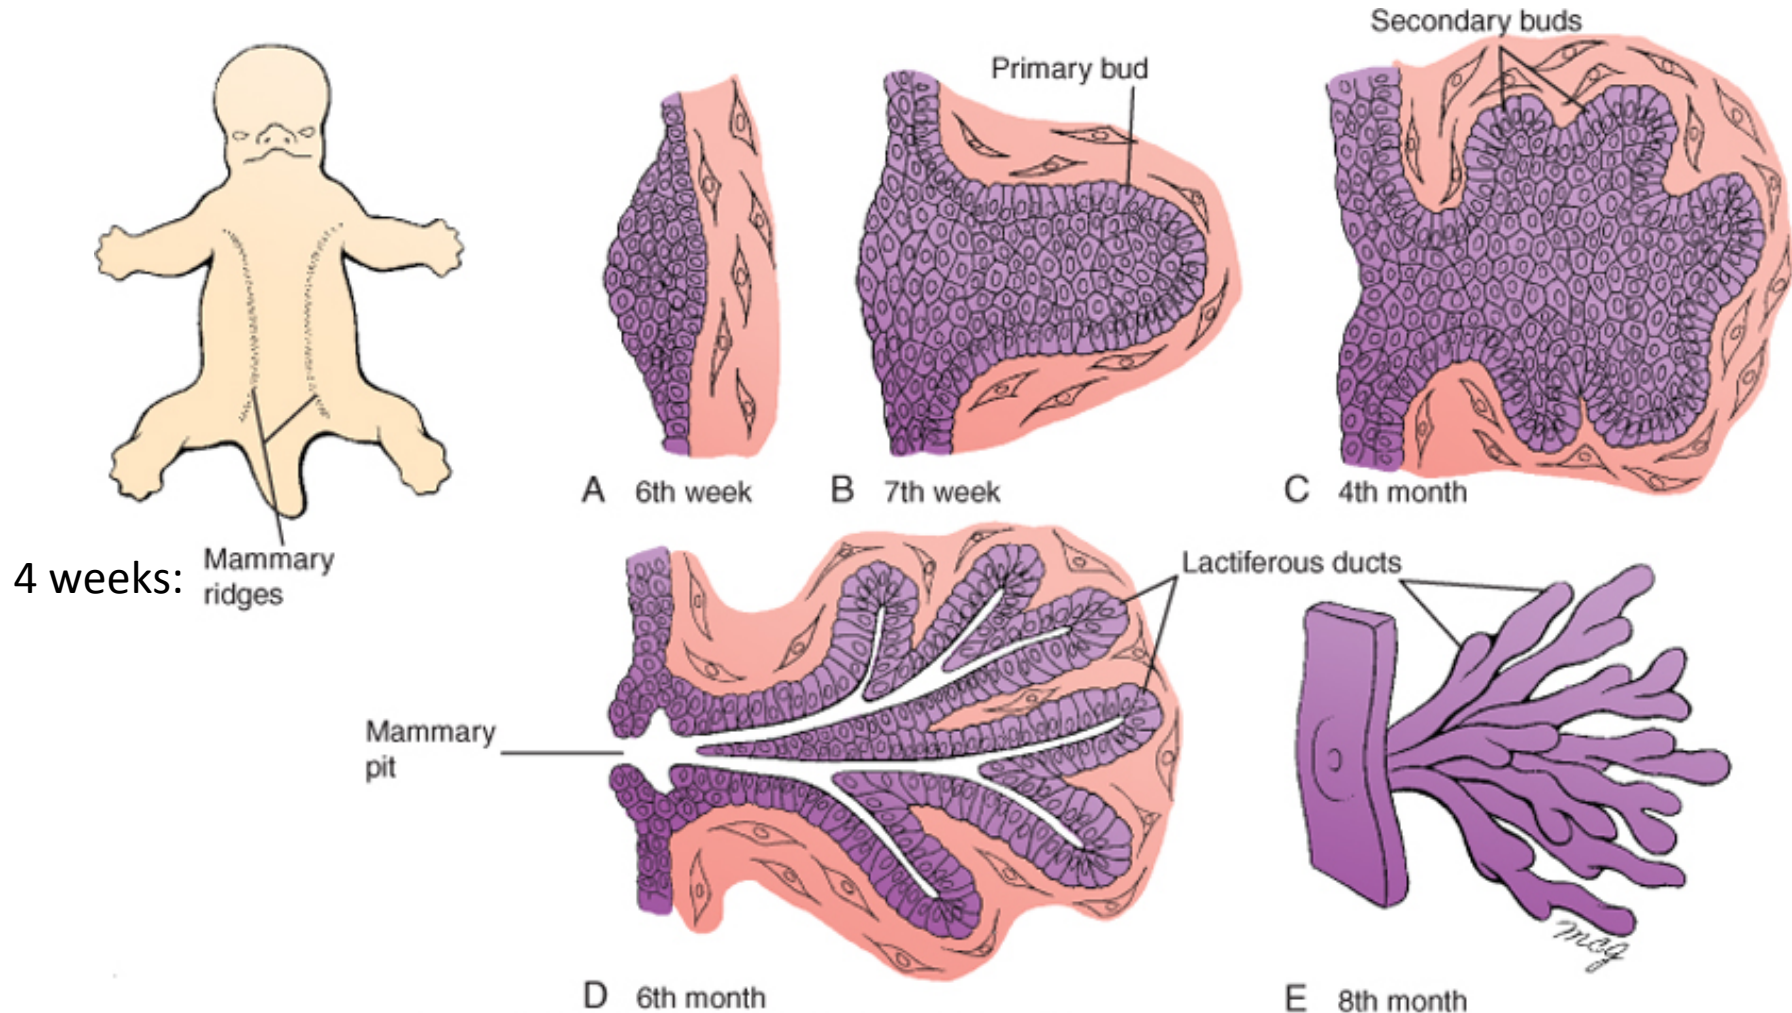 Secondary buds
Primary bud
A 6th week
B 7th week
C 4th month
4 weeks:
Mammary
ridges
Lactiferous ducts
Mammary
pit
mcg
D 6th month
E 8th month